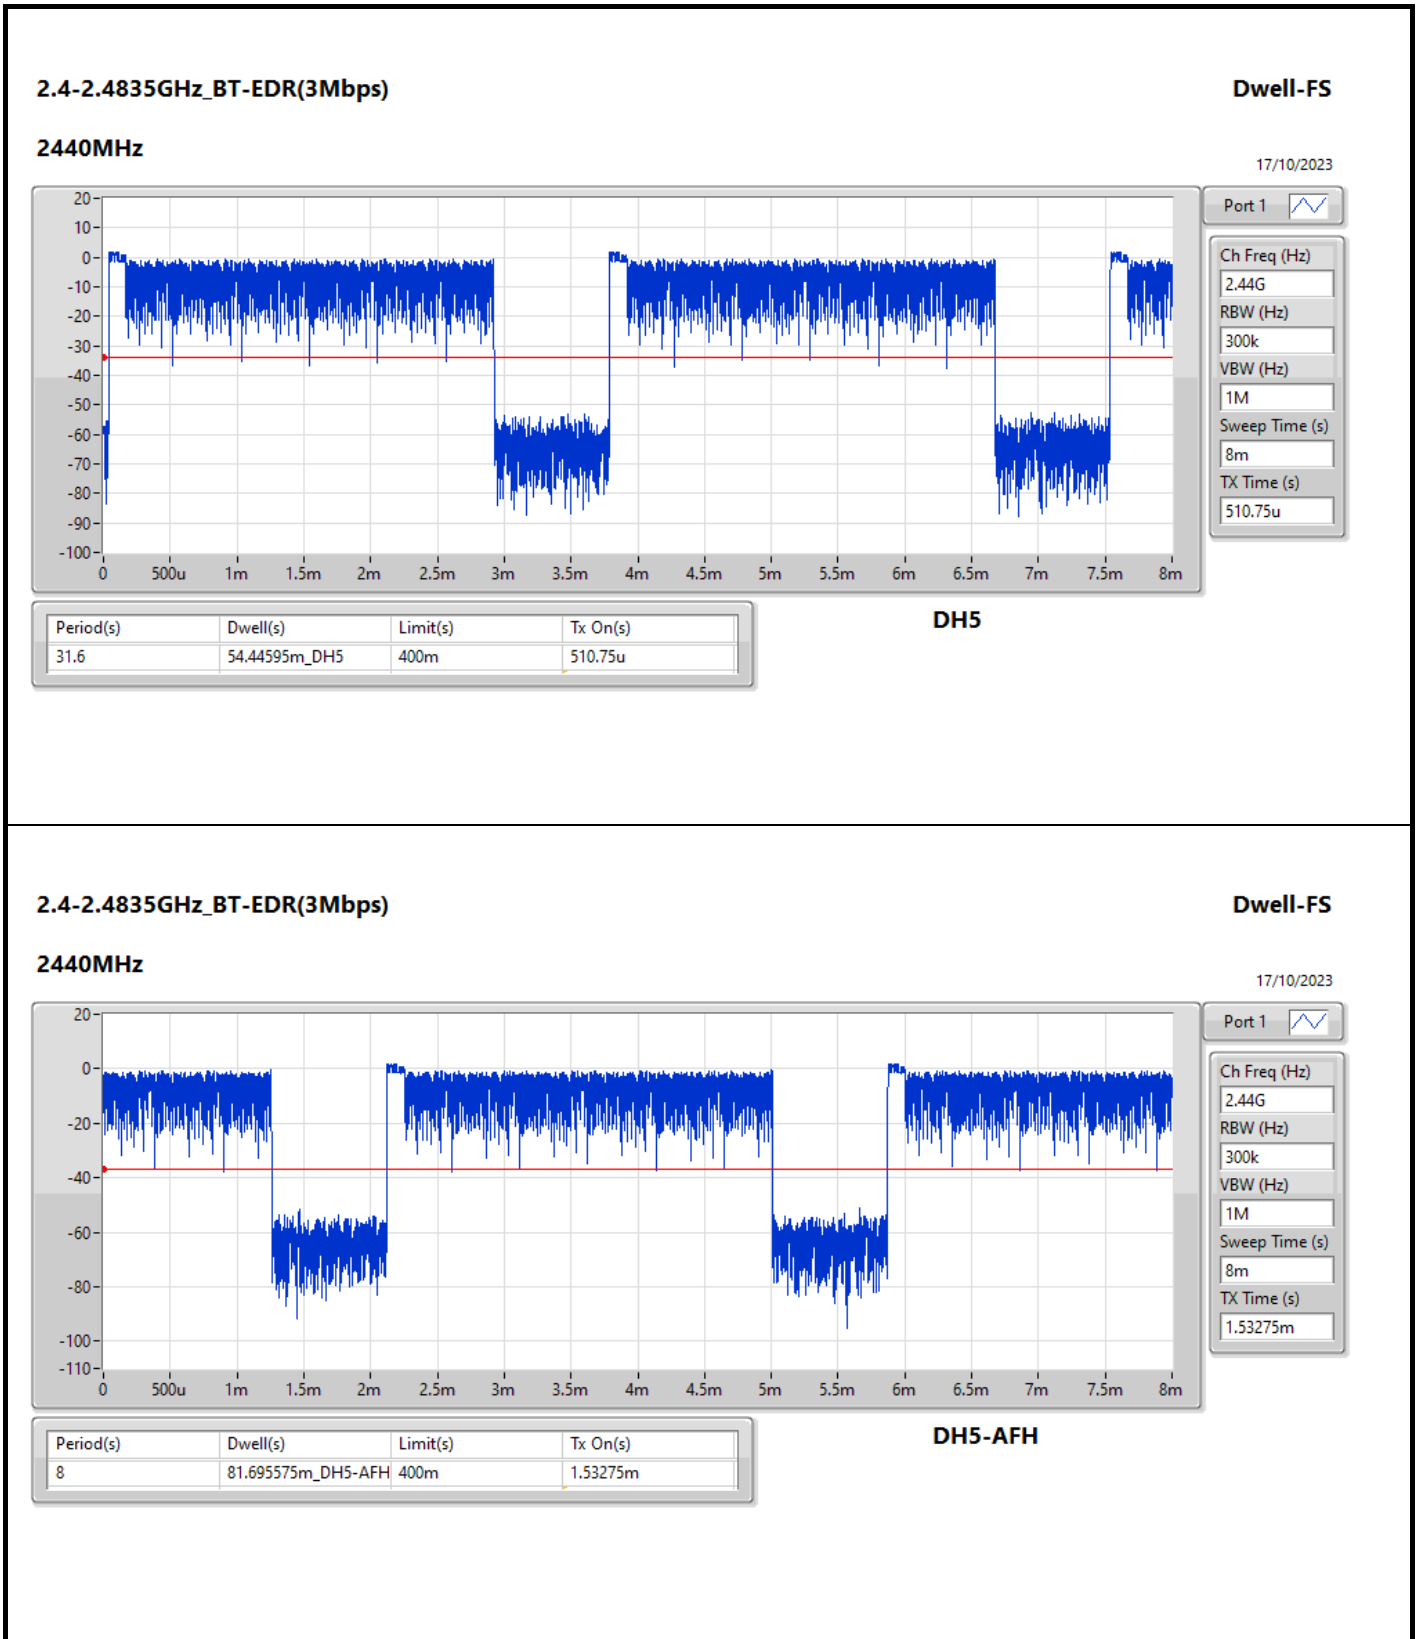 2.4-2.4835GHz_BT-EDR(3Mbps) Dwell-FS
2440MHz
17/10/2023
20
10
0
-10
-20
-30
-40
-50
-60
-70
-80
-90
-100
0 500u 1m 1.5m 2m 2.5m 3m 3.5m 4m 4.5m 5m 5.5m 6m 6.5m 7m 7.5m 8m
Port 1
Ch Freq (Hz)
2.44G
RBW (Hz)
300k
VBW (Hz)
1M
Sweep Time (s)
8m
TX Time (s)
510.75u
Period(s) Dwell(s) Limit(s) Tx On(s)
31.6 54.44595m_DH5 400m 510.75u
DH5
2.4-2.4835GHz_BT-EDR(3Mbps) Dwell-FS
2440MHz
17/10/2023
20
0
-20
-40
-60
-80
-100
-110
0 500u 1m 1.5m 2m 2.5m 3m 3.5m 4m 4.5m 5m 5.5m 6m 6.5m 7m 7.5m 8m
Port 1
Ch Freq (Hz)
2.44G
RBW (Hz)
300k
VBW (Hz)
1M
Sweep Time (s)
8m
TX Time (s)
1.53275m
Period(s) Dwell(s) Limit(s) Tx On(s)
8 81.695575m_DH5-AFH 400m 1.53275m
DH5-AFH